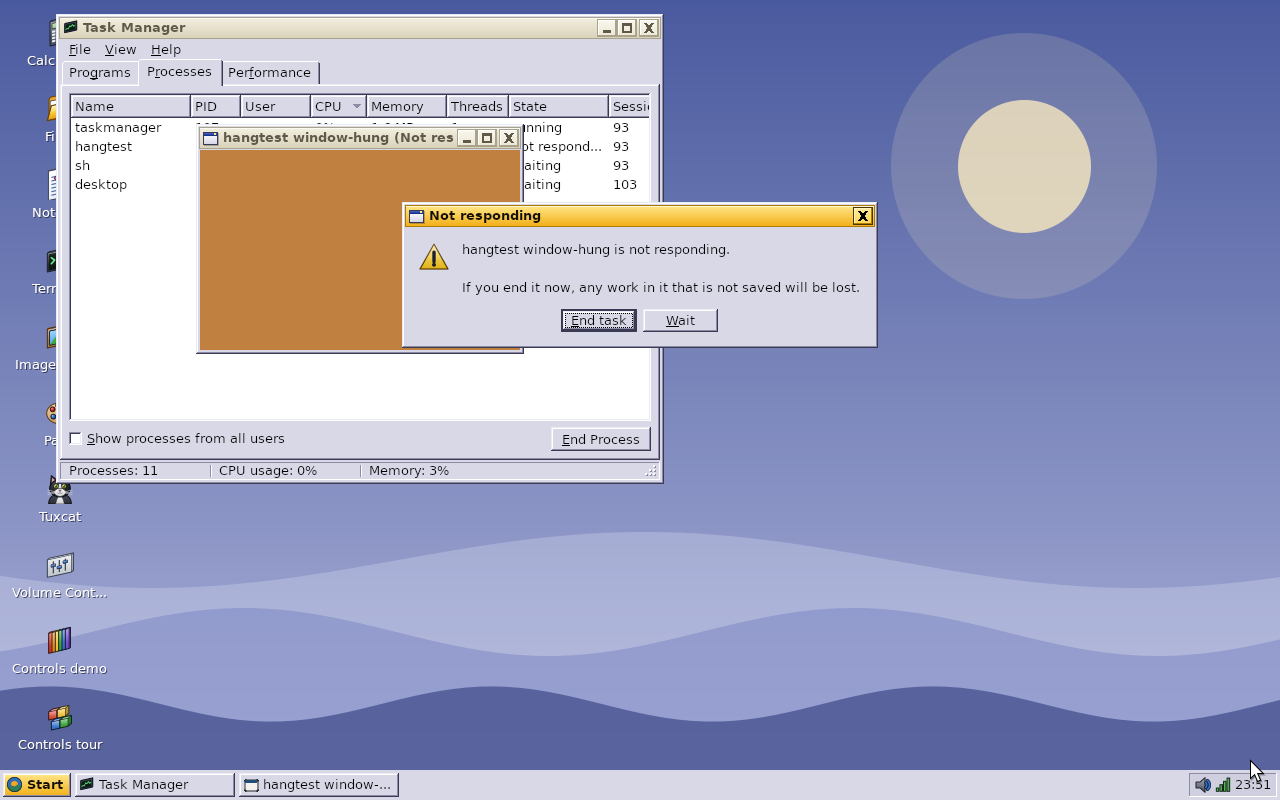 Task Manager
File View Help
Programs Processes Performance
Name PID User CPU Memory Threads State
taskmanager 93
hangtest 93
sh 93
desktop 103
hangtest window-hung (Not res
Not responding
hangtest window-hung is not responding.
If you end it now, any work in it that is not saved will be lost.
End task Wait
Show processes from all users
End Process
Processes: 11 CPU usage: 0% Memory: 3%
Tuxcat
Volume Cont...
Controls demo
Controls tour
Start Task Manager hangtest window-... 23:51